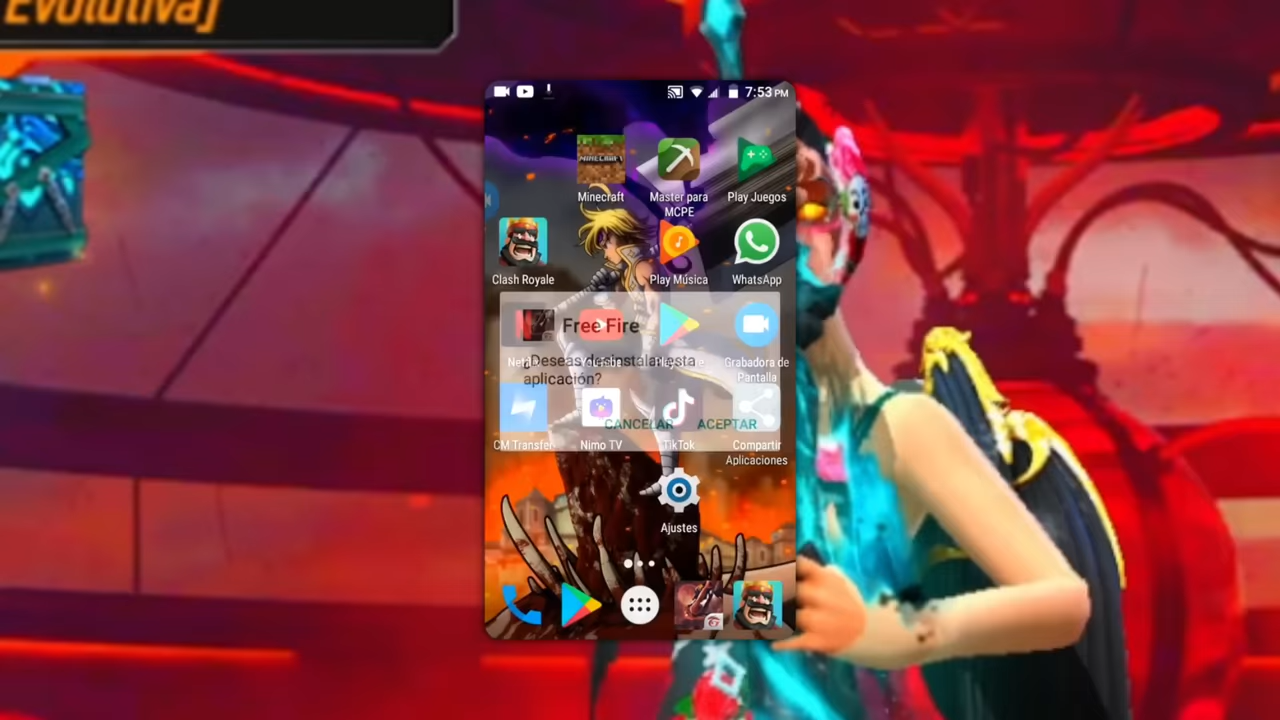 Evolutiva]
7:53 PM
MINECRAFT
Minecraft
Master para
MCPE
Play Juegos
Clash Royale
Play Música
WhatsApp
Free Fire
¿Deseas desinstalar esta
aplicación?
Grabadora de
Pantalla
CANCELAR
ACEPTAR
CM Transfer
Nimo TV
TikTok
Compartir
Aplicaciones
Ajustes